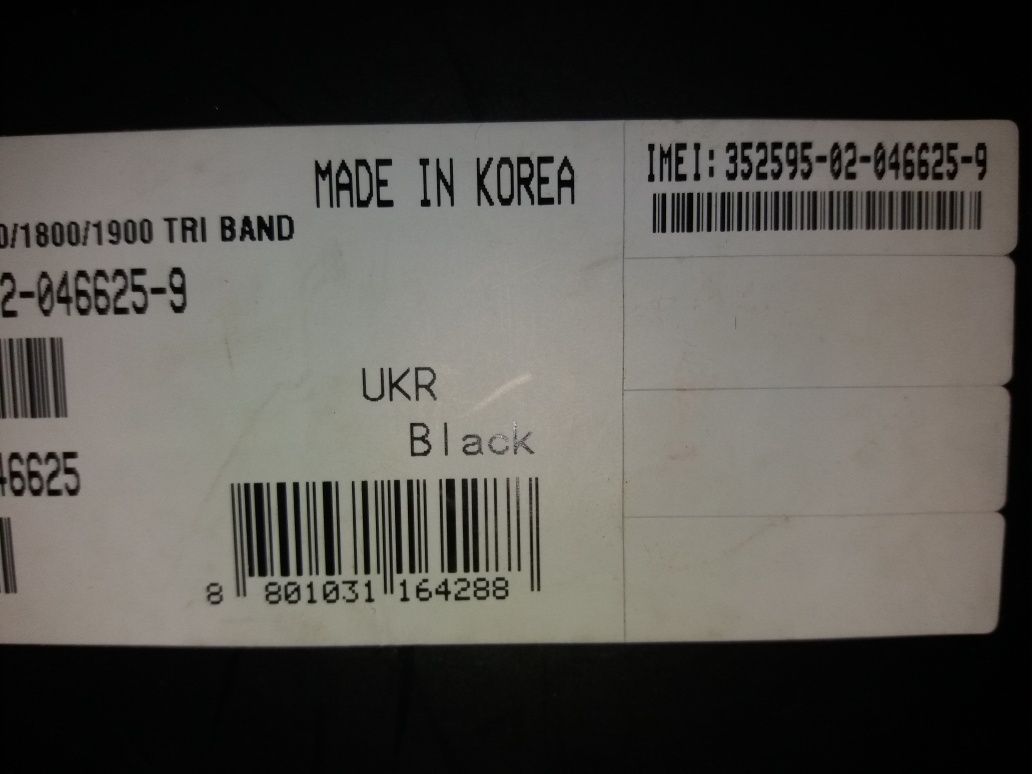 MADE IN KOREA
0/1800/1900 TRI BAND
2-046625-9
46625
UKR
Black
8 801031 164288
IMEI: 352595-02-046625-9